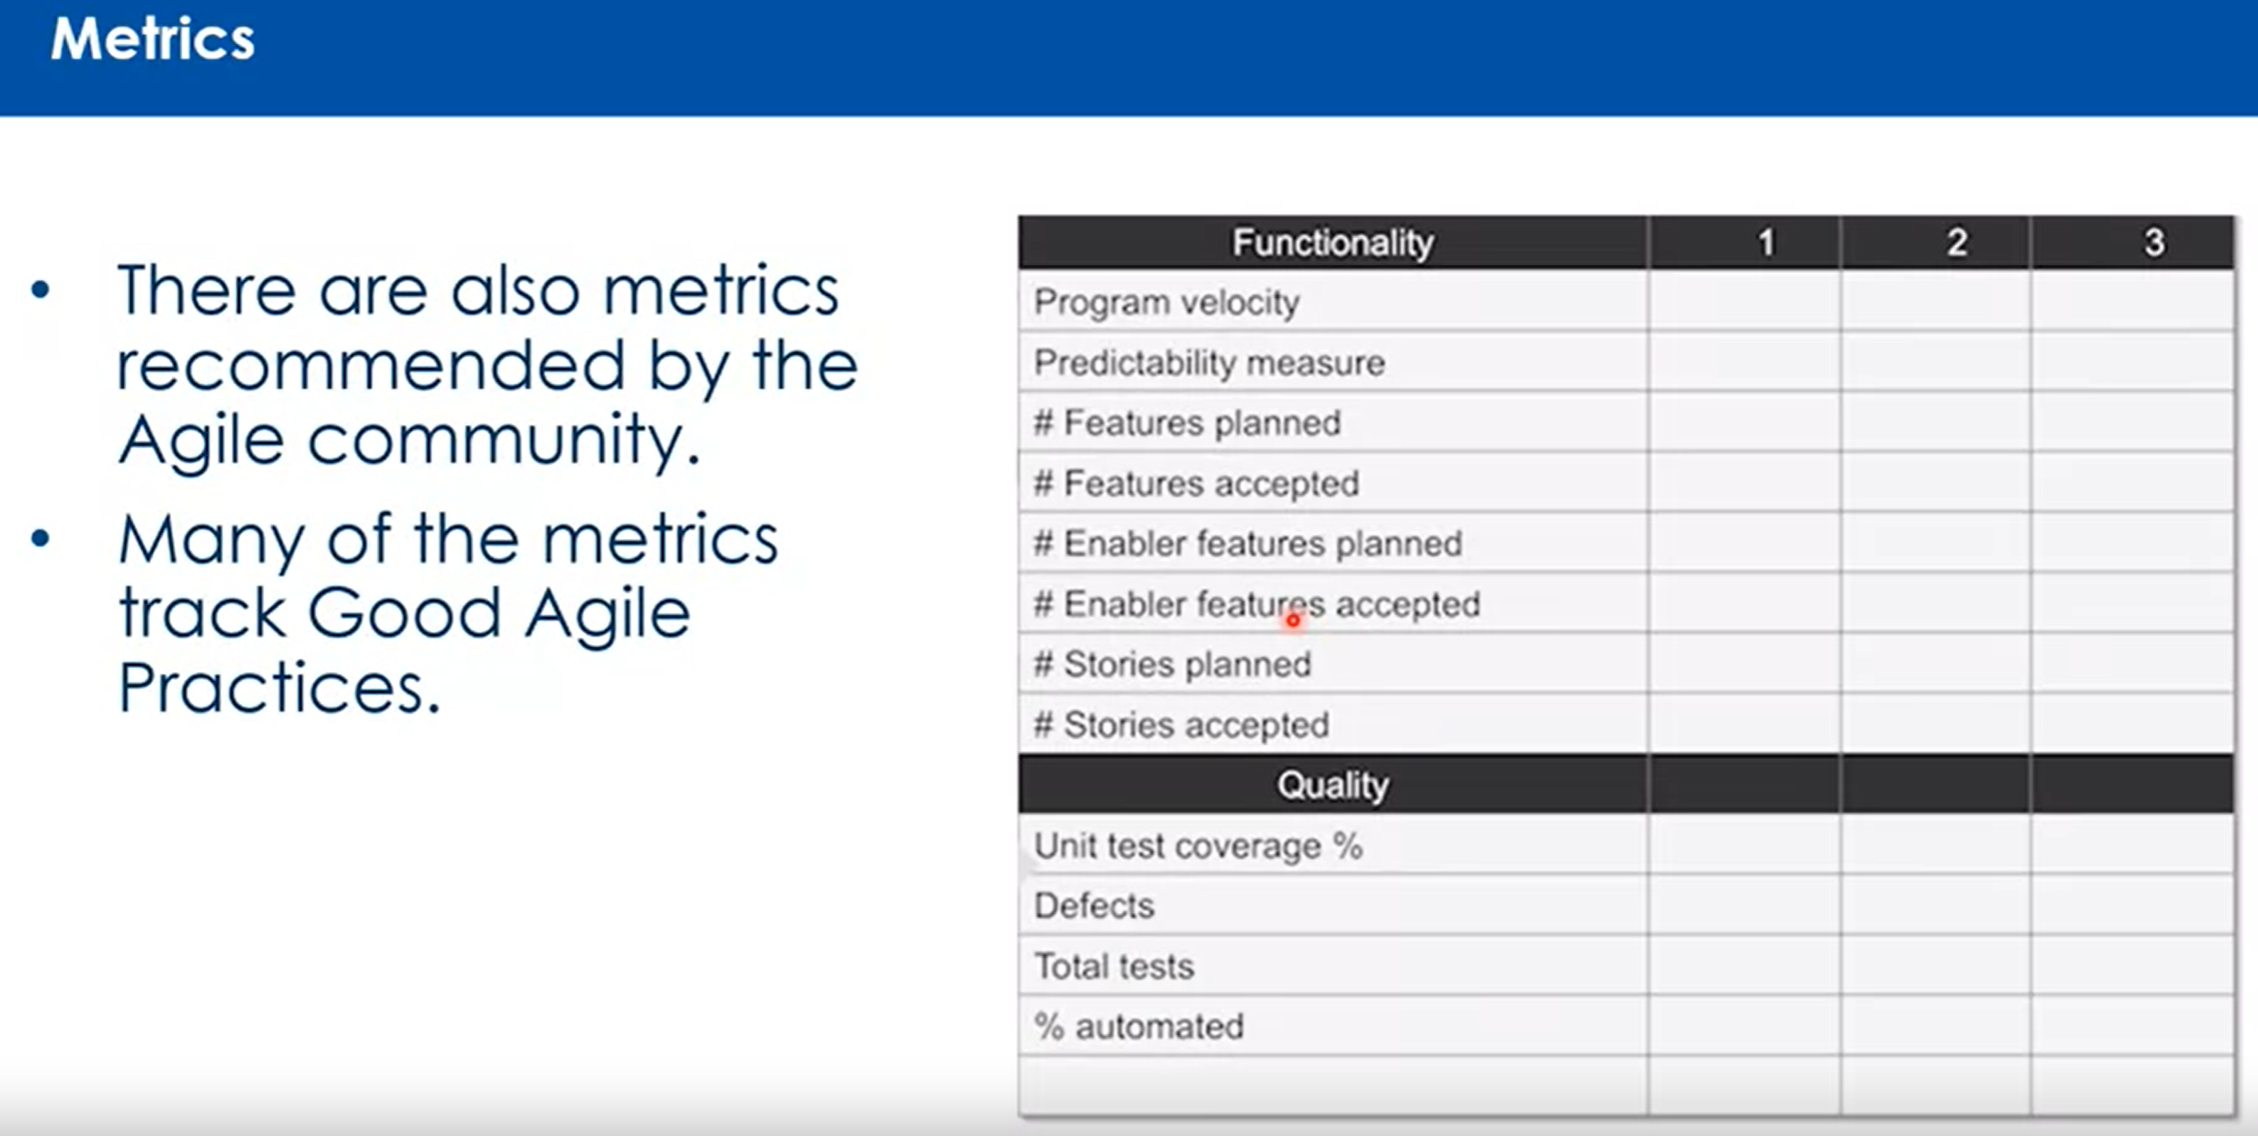 Metrics
• There are also metrics
recommended by the
Agile community.
• Many of the metrics
track Good Agile
Practices.
Functionality 1 2 3
Program velocity
Predictability measure
# Features planned
# Features accepted
# Enabler features planned
# Enabler features accepted
# Stories planned
# Stories accepted
Quality
Unit test coverage %
Defects
Total tests
% automated